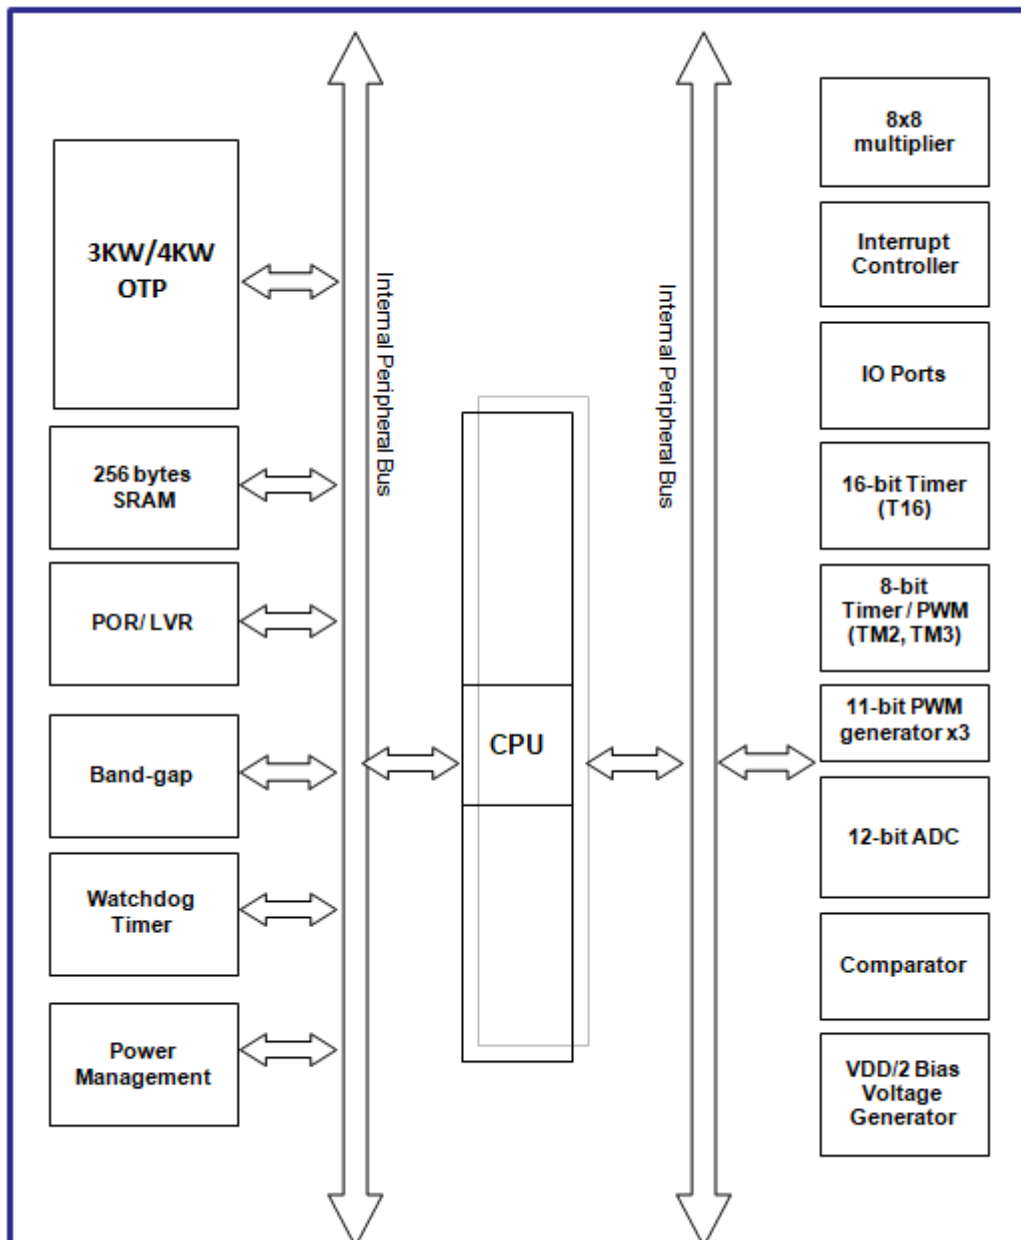 3KW/4KW
OTP
256 bytes
SRAM
POR/ LVR
Band-gap
Watchdog
Timer
Power
Management
Internal Peripheral Bus
CPU
Internal Peripheral Bus
8x8
multiplier
Interrupt
Controller
IO Ports
16-bit Timer
(T16)
8-bit
Timer / PWM
(TM2, TM3)
11-bit PWM
generator x3
12-bit ADC
Comparator
VDD/2 Bias
Voltage
Generator